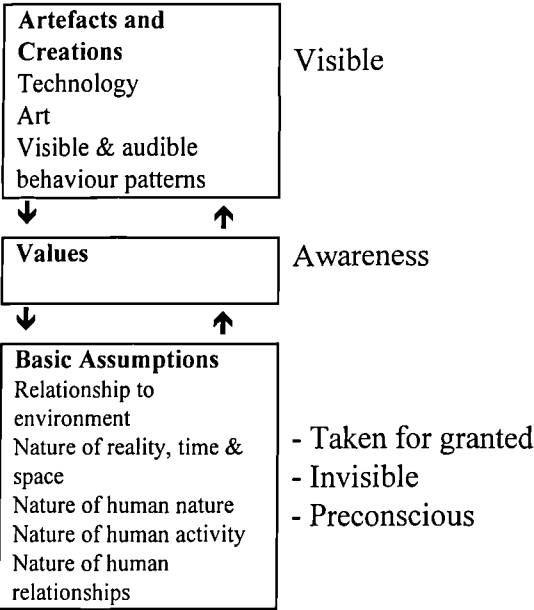 Artefacts and
Creations
Technology
Art
Visible & audible
behaviour patterns
Visible
Values
Awareness
Basic Assumptions
Relationship to
environment
Nature of reality, time &
space
Nature of human nature
Nature of human activity
Nature of human
relationships
- Taken for granted
- Invisible
- Preconscious